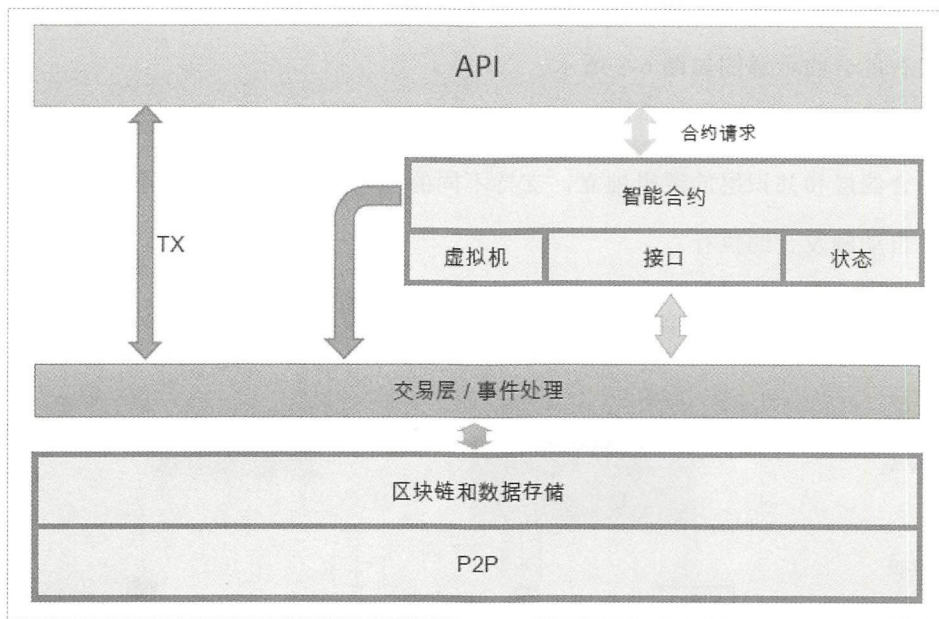 API
合约请求
智能合约
TX
虚拟机 接口 状态
交易层 / 事件处理
区块链和数据存储
P2P